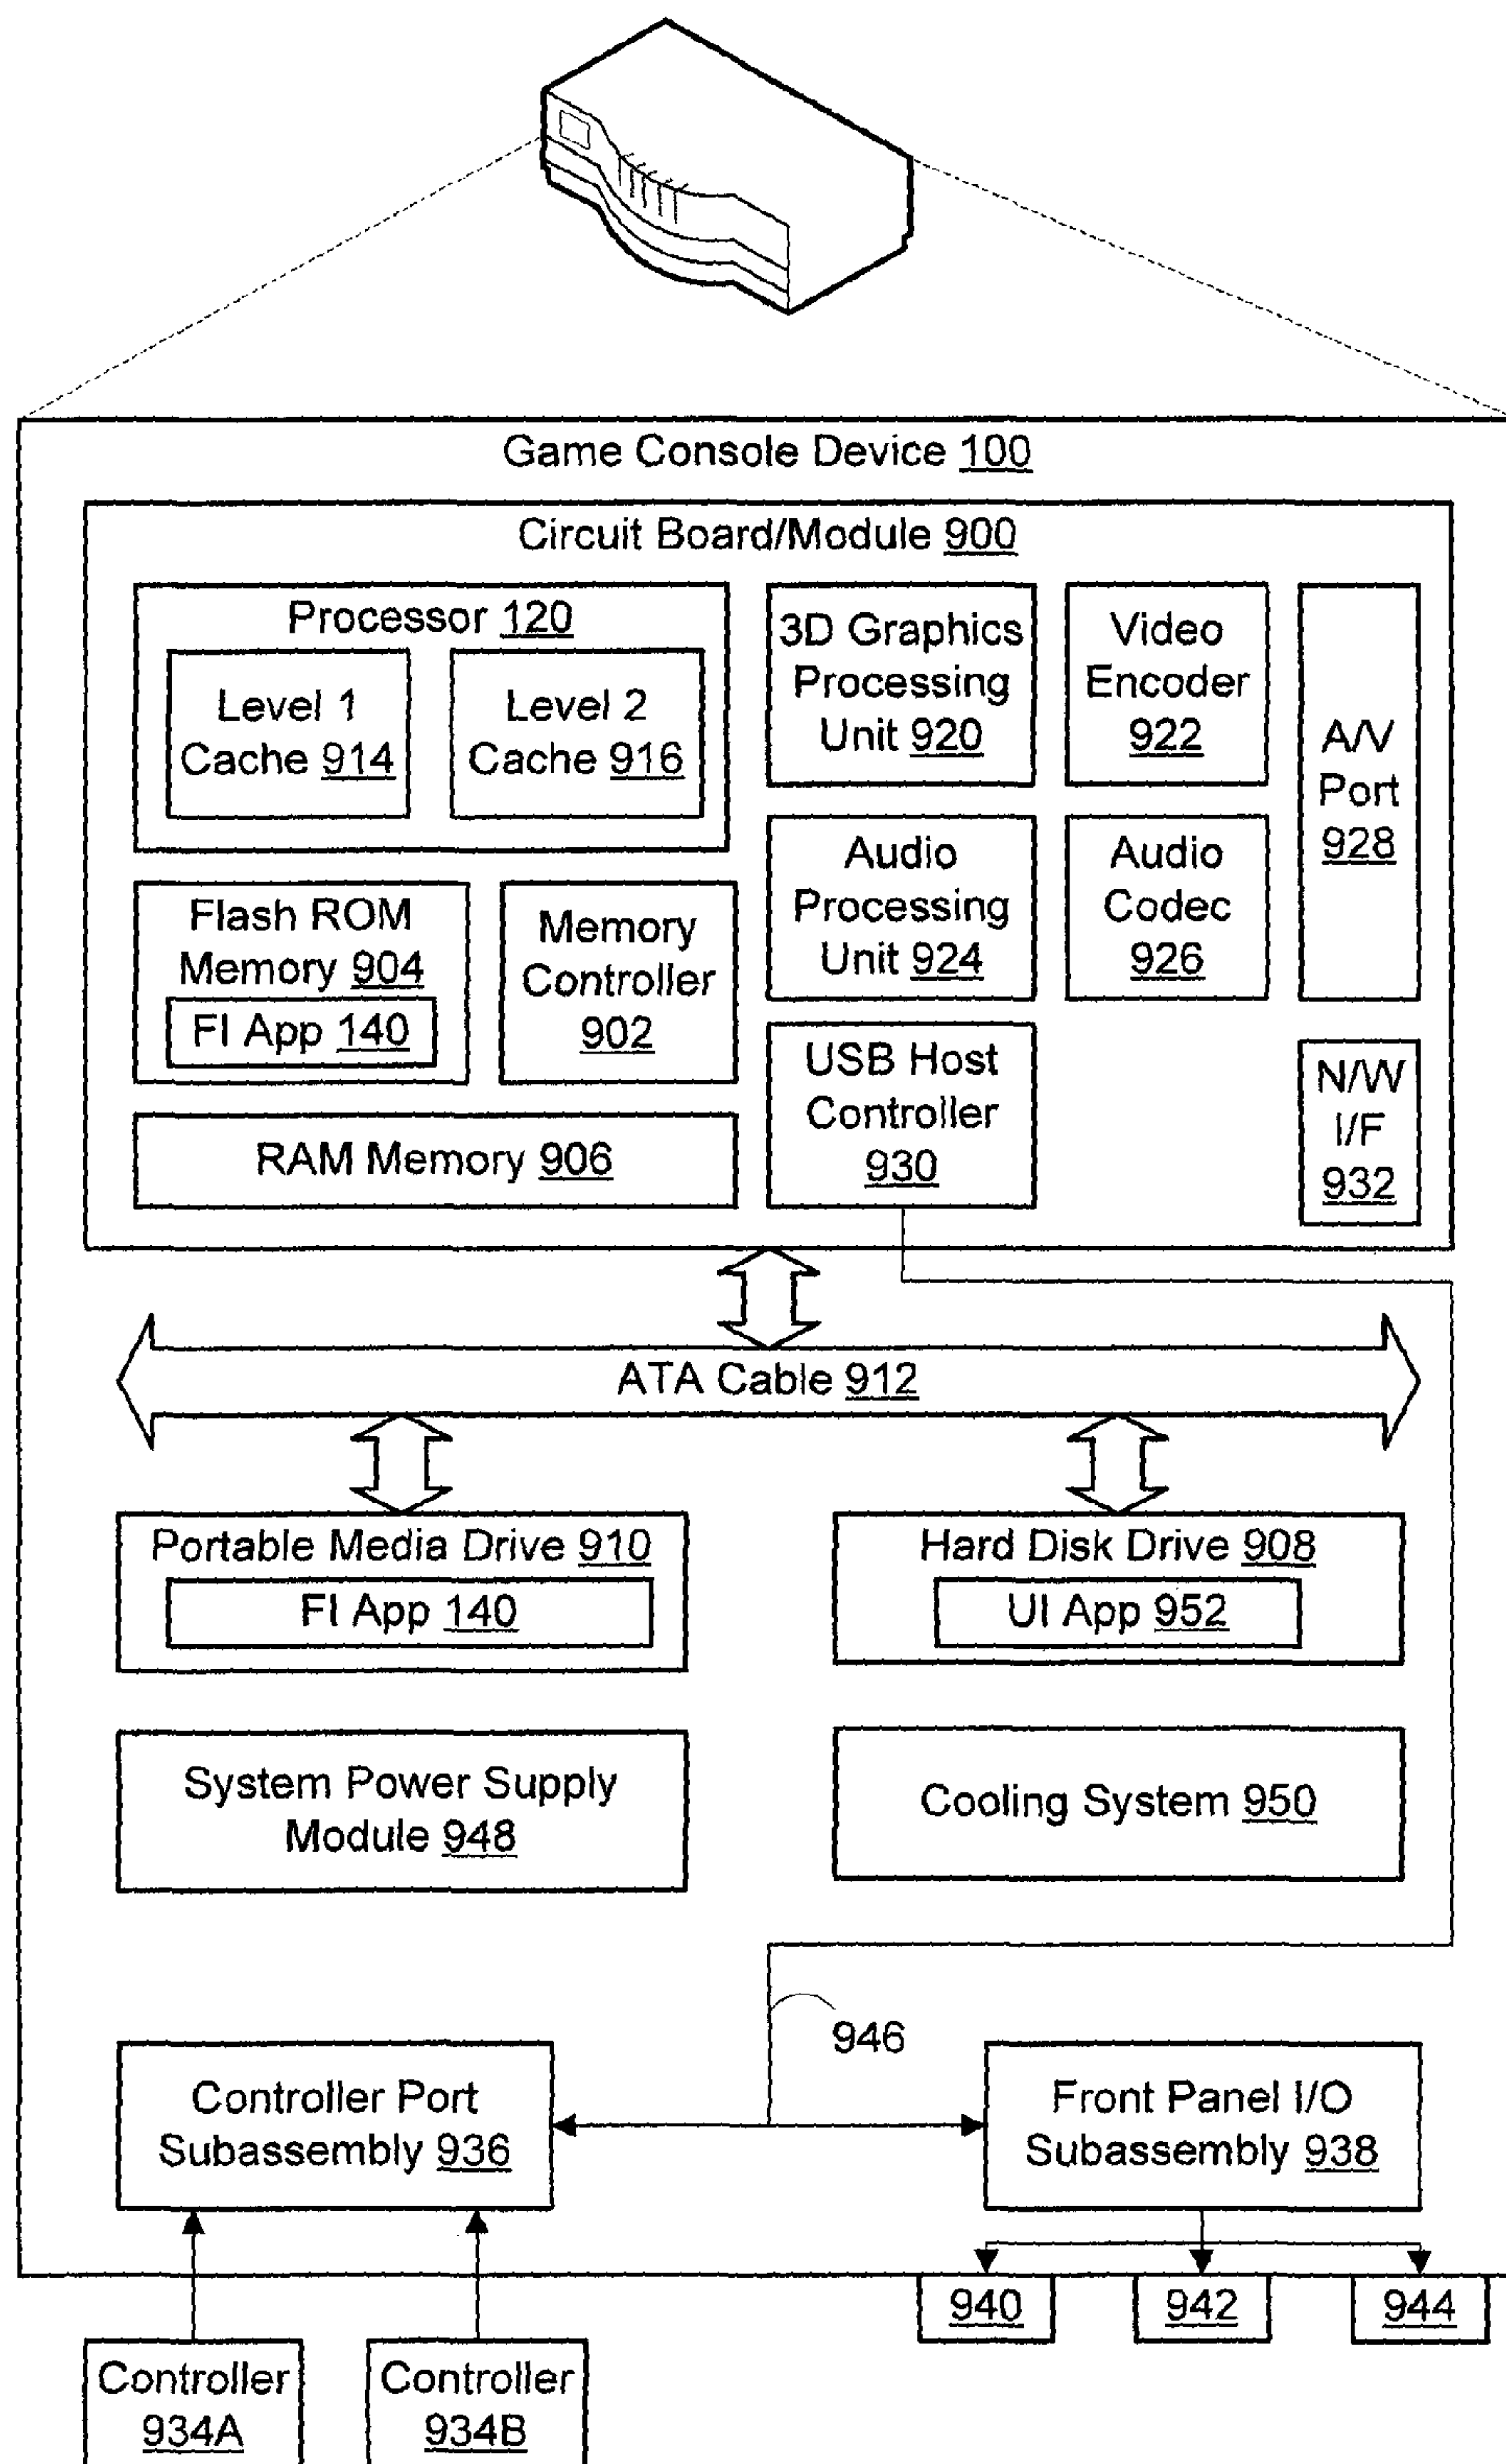 Game Console Device 100
Circuit Board/Module 900
Processor 120
Level 1
Cache 914
Level 2
Cache 916
3D Graphics
Processing
Unit 920
Video
Encoder
922
A/V
Port
928
Flash ROM
Memory 904
FI App 140
Memory
Controller
902
Audio
Processing
Unit 924
Audio
Codec
926
RAM Memory 906
USB Host
Controller
930
N/W
I/F
932
ATA Cable 912
Portable Media Drive 910
FI App 140
Hard Disk Drive 908
UI App 952
System Power Supply
Module 948
Cooling System 950
946
Controller Port
Subassembly 936
Front Panel I/O
Subassembly 938
940
942
944
Controller
934A
Controller
934B